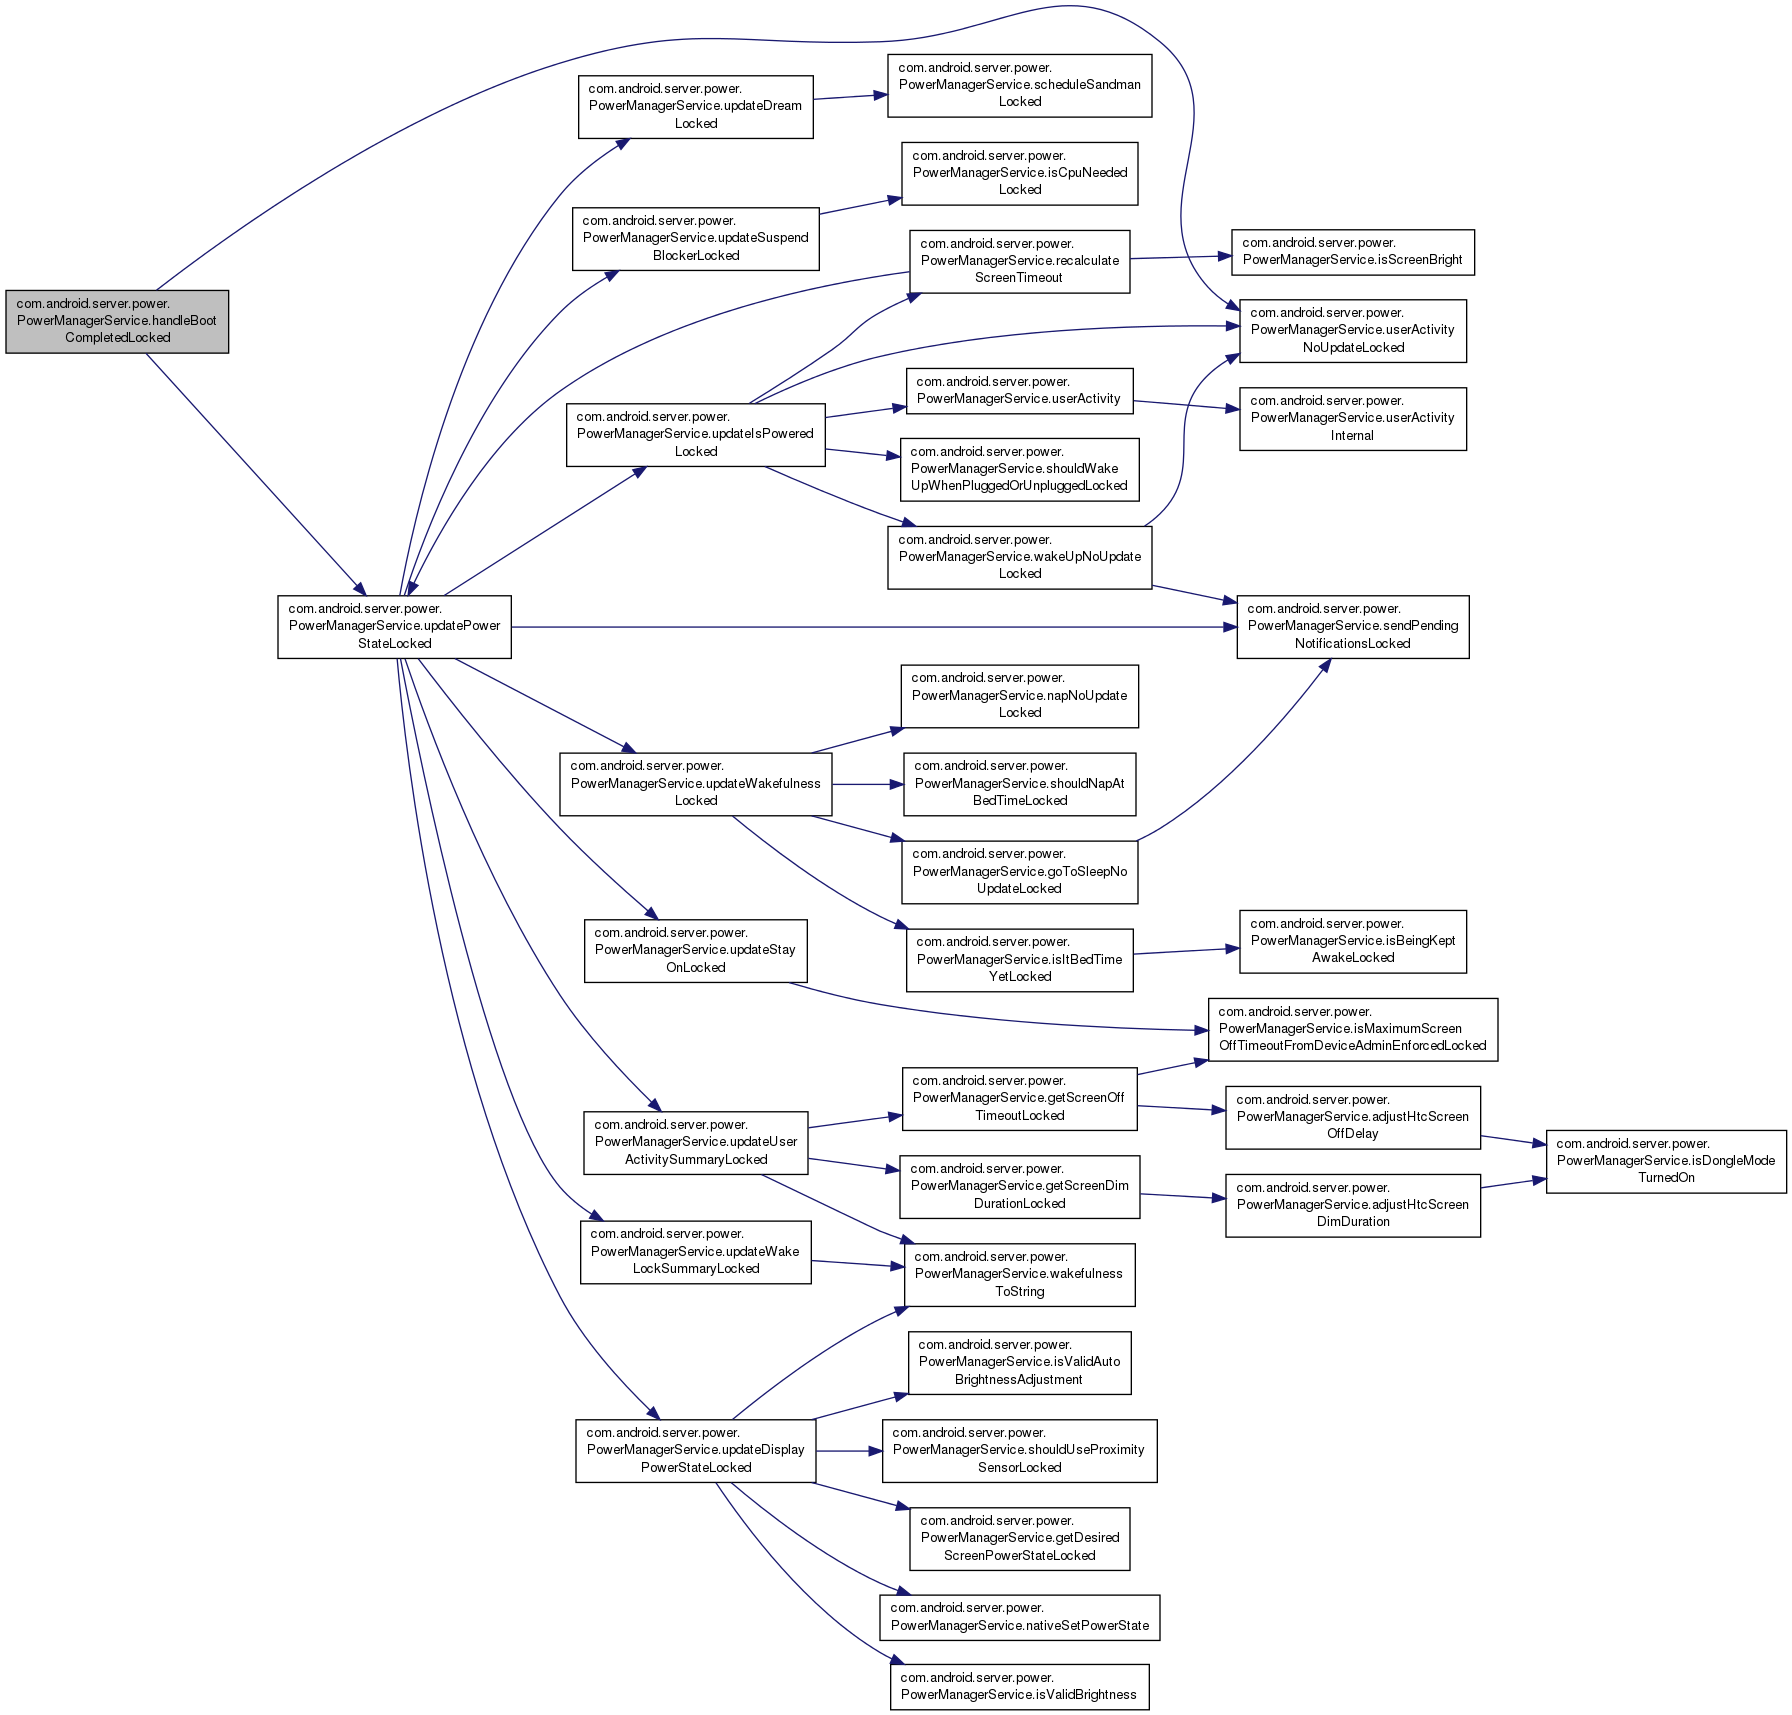 com.android.server.power.
PowerManagerService.handleBoot
CompletedLocked
com.android.server.power.
PowerManagerService.updatePower
StateLocked
com.android.server.power.
PowerManagerService.updateDream
Locked
com.android.server.power.
PowerManagerService.updateSuspend
BlockerLocked
com.android.server.power.
PowerManagerService.updateIsPowered
Locked
com.android.server.power.
PowerManagerService.updateWakefulness
Locked
com.android.server.power.
PowerManagerService.updateStay
OnLocked
com.android.server.power.
PowerManagerService.updateUser
ActivitySummaryLocked
com.android.server.power.
PowerManagerService.updateWake
LockSummaryLocked
com.android.server.power.
PowerManagerService.updateDisplay
PowerStateLocked
com.android.server.power.
PowerManagerService.scheduleSandman
Locked
com.android.server.power.
PowerManagerService.isCpuNeeded
Locked
com.android.server.power.
PowerManagerService.recalculate
ScreenTimeout
com.android.server.power.
PowerManagerService.userActivity
com.android.server.power.
PowerManagerService.shouldWake
UpWhenPluggedOrUnpluggedLocked
com.android.server.power.
PowerManagerService.wakeUpNoUpdate
Locked
com.android.server.power.
PowerManagerService.napNoUpdate
Locked
com.android.server.power.
PowerManagerService.shouldNapAt
BedTimeLocked
com.android.server.power.
PowerManagerService.goToSleepNo
UpdateLocked
com.android.server.power.
PowerManagerService.isItBedTime
YetLocked
com.android.server.power.
PowerManagerService.getScreenOff
TimeoutLocked
com.android.server.power.
PowerManagerService.getScreenDim
DurationLocked
com.android.server.power.
PowerManagerService.wakefulness
ToString
com.android.server.power.
PowerManagerService.isValidAuto
BrightnessAdjustment
com.android.server.power.
PowerManagerService.shouldUseProximity
SensorLocked
com.android.server.power.
PowerManagerService.getDesired
ScreenPowerStateLocked
com.android.server.power.
PowerManagerService.nativeSetPowerState
com.android.server.power.
PowerManagerService.isValidBrightness
com.android.server.power.
PowerManagerService.isScreenBright
com.android.server.power.
PowerManagerService.userActivity
NoUpdateLocked
com.android.server.power.
PowerManagerService.userActivity
Internal
com.android.server.power.
PowerManagerService.sendPending
NotificationsLocked
com.android.server.power.
PowerManagerService.isBeingKept
AwakeLocked
com.android.server.power.
PowerManagerService.isMaximumScreen
OffTimeoutFromDeviceAdminEnforcedLocked
com.android.server.power.
PowerManagerService.adjustHtcScreen
OffDelay
com.android.server.power.
PowerManagerService.adjustHtcScreen
DimDuration
com.android.server.power.
PowerManagerService.isDongleMode
TurnedOn